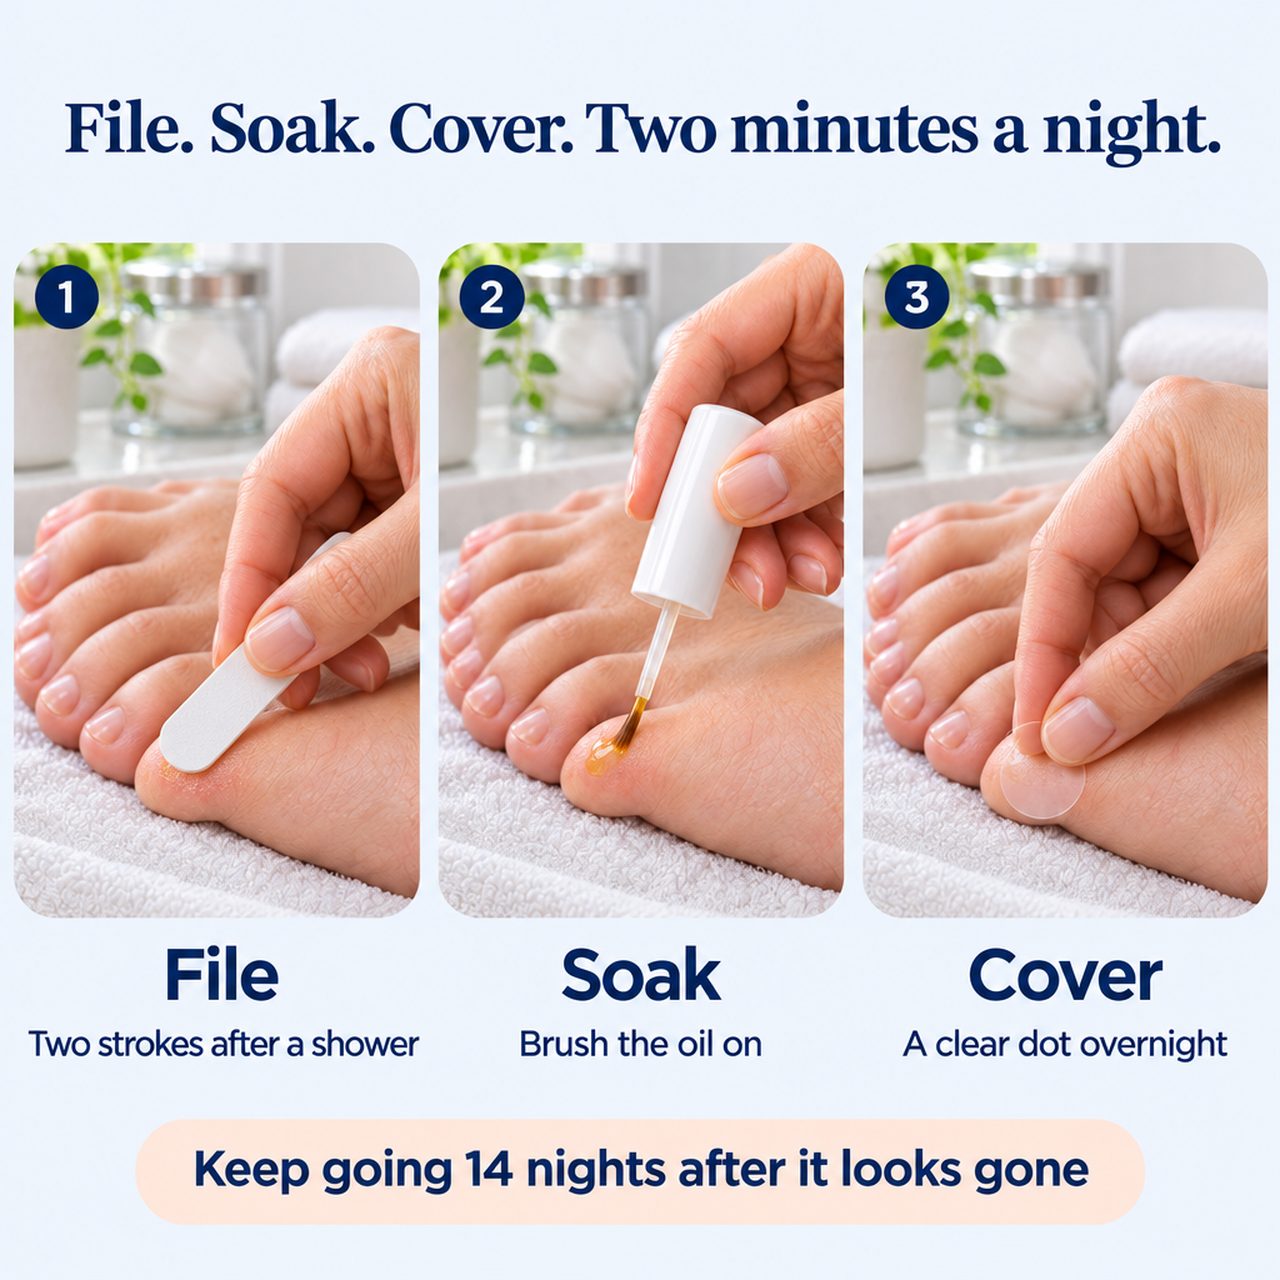 File. Soak. Cover. Two minutes a night.
1
2
3
File
Two strokes after a shower
Soak
Brush the oil on
Cover
A clear dot overnight
Keep going 14 nights after it looks gone